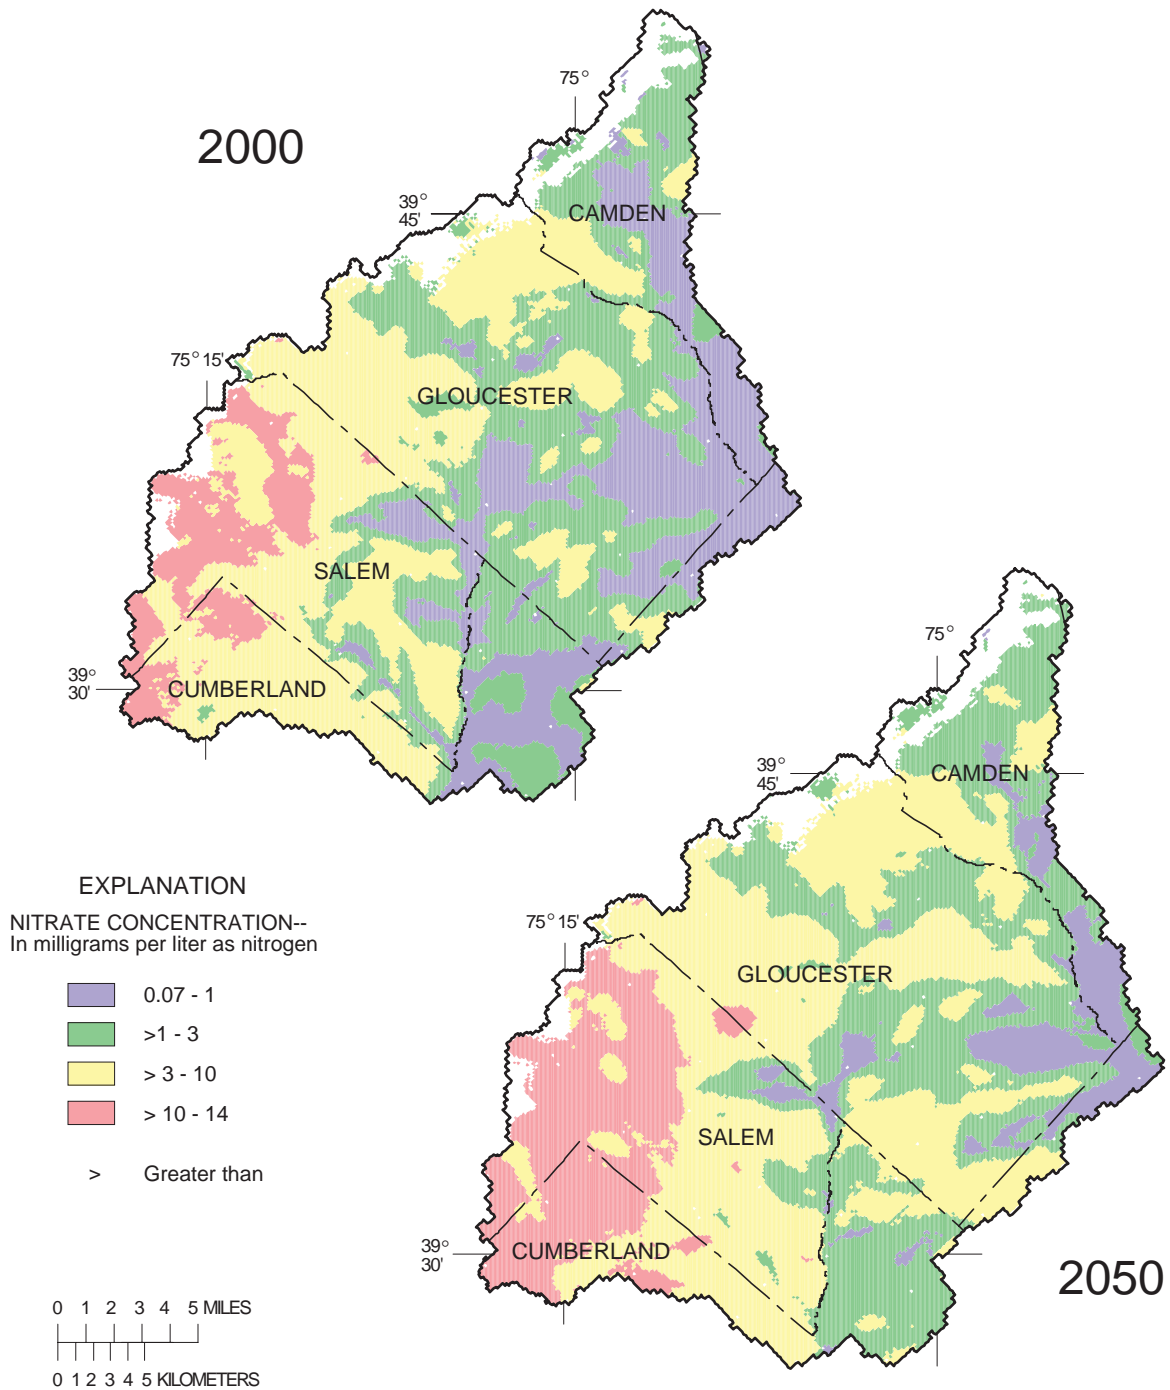 2000
75°
39°
45'
CAMDEN
75° 15'
GLOUCESTER
SALEM
39°
30'
CUMBERLAND
75°
39°
45'
CAMDEN
75° 15'
GLOUCESTER
SALEM
39°
30'
CUMBERLAND
2050
EXPLANATION
NITRATE CONCENTRATION--
In milligrams per liter as nitrogen
0.07 - 1
>1 - 3
> 3 - 10
> 10 - 14
> Greater than
0 1 2 3 4 5 MILES
0 1 2 3 4 5 KILOMETERS